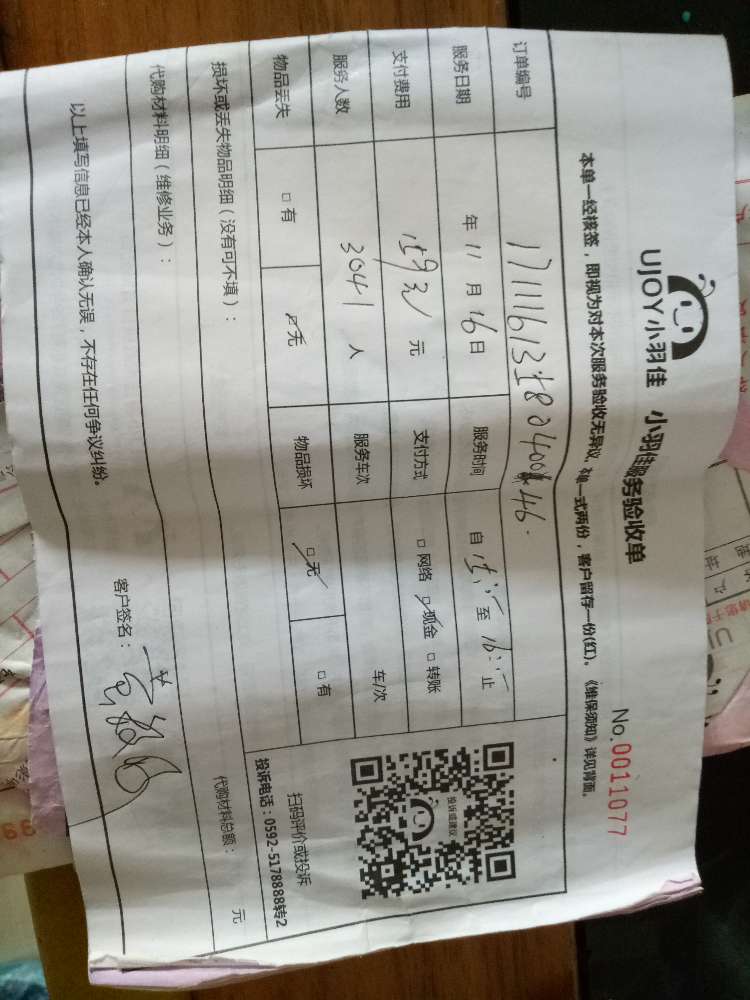 UJOY小羽佳 小羽佳服务验收单
No.0011077
本单一经核签，即视为对本次服务验收无异议，一式两份，客户留存一份(红)。《维保须知》详见背面。
订单编号
服务日期 年 11 月 16 日 服务时间 自 至 止
支付费用 元 支付方式 □ 网络 □ 现金 □ 转账
服务人数 3041 人 服务车次 车/次
物品丢失 □ 有 □ 无 物品损坏 □ 无 □ 有
损坏或丢失物品明细（没有可不填）：
代购材料明细（维修业务）：
代购材料总额： 元
投诉或建议
扫码评价或投诉
投诉电话：0592-5178888转2
以上填写信息已经本人确认无误，不存在任何争议纠纷。
客户签名：